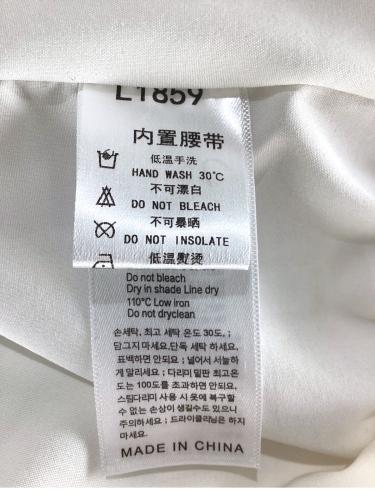 L1859
内置腰带
低温手洗
HAND WASH 30℃
不可漂白
DO NOT BLEACH
不可暴晒
DO NOT INSOLATE
低温熨烫
Do not bleach
Dry in shade Line dry
110°C Low iron
Do not dryclean
손세탁, 최고 세탁 온도 30도, ;
담그지 마세요,단독 세탁 하세요,
표백하면 안되요 ; 널어서 서늘하
게 말리세요 ; 다리미 밀판 최고온
도는 100도를 초과하면 안되요.
스팀다리미 사용 시 옷에 복구할
수 없는 손상이 생길수도 있으니
주의하세요 ; 드라이클리닝은 하지
마세요.
MADE IN CHINA